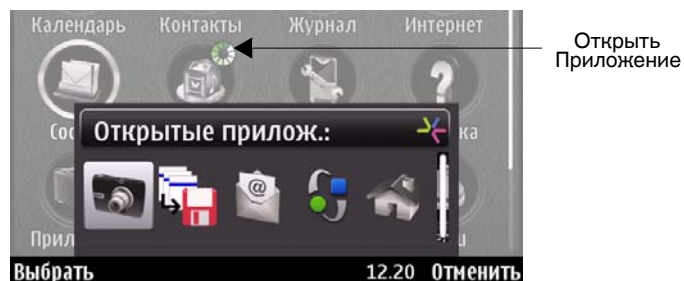 Календарь Контакты Журнал Интернет
Открыть
Приложение
Открытые прилож.:
Выбрать 12.20 Отменить